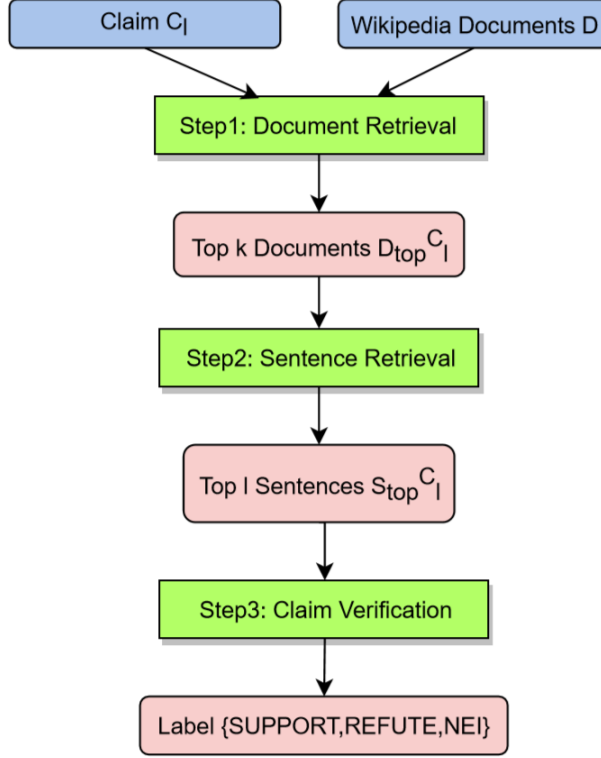 Claim C_l
Wikipedia Documents D
Step1: Document Retrieval
Top k Documents D_top^C_l
Step2: Sentence Retrieval
Top l Sentences S_top^C_l
Step3: Claim Verification
Label {SUPPORT,REFUTE,NEI}